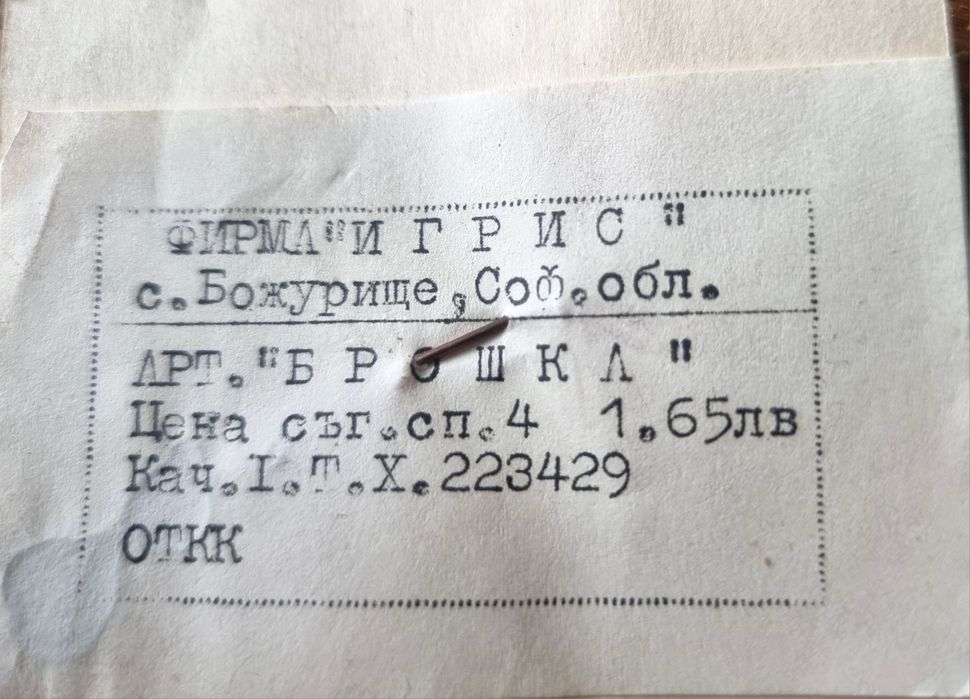 ФИРМА "И Г Р И С "
с.Божурище,Соф.обл.
АРТ."Б Р О Ш К А "
Цена съг.сп.4 1.65лв
Кач.I.Т.Х.223429
ОТКК